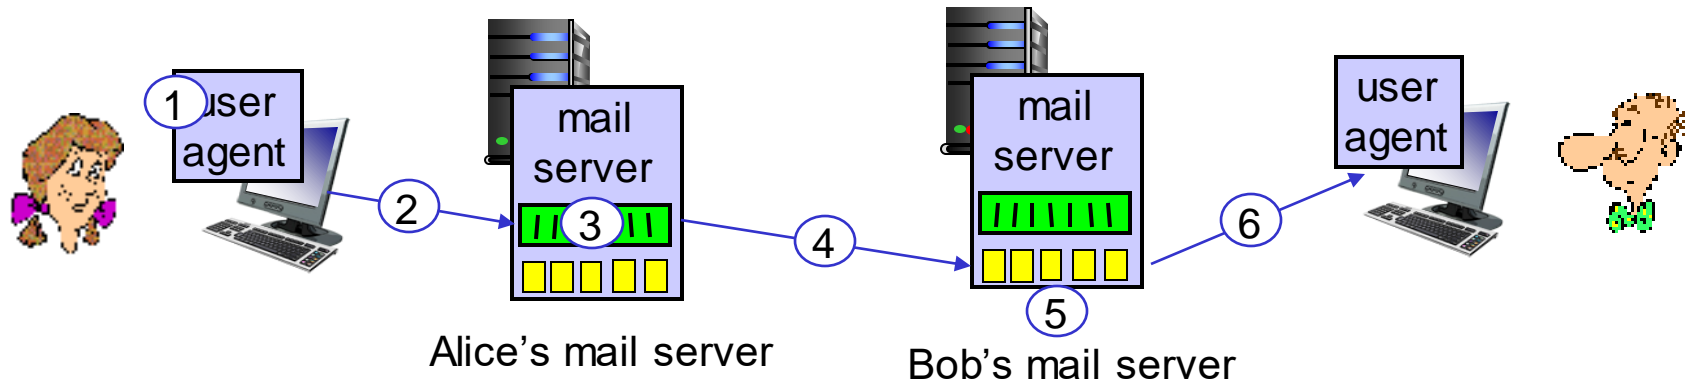 1
user
agent
2
mail
server
3
Alice's mail server
4
mail
server
5
Bob's mail server
6
user
agent